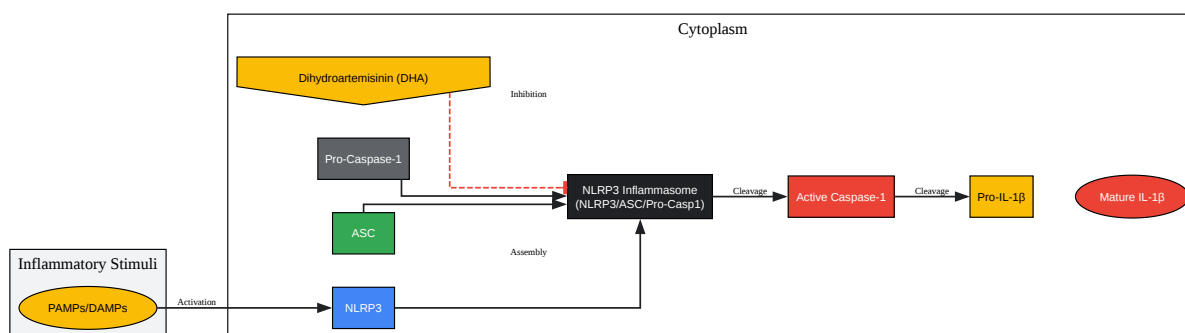 Cytoplasm
Dihydroartemisinin (DHA)
Inhibition
Pro-Caspase-1
NLRP3 Inflammasome
(NLRP3/ASC/Pro-Casp1)
Cleavage
Active Caspase-1
Cleavage
Pro-IL-1β
Mature IL-1β
ASC
Assembly
Inflammatory Stimuli
PAMPs/DAMPs
Activation
NLRP3